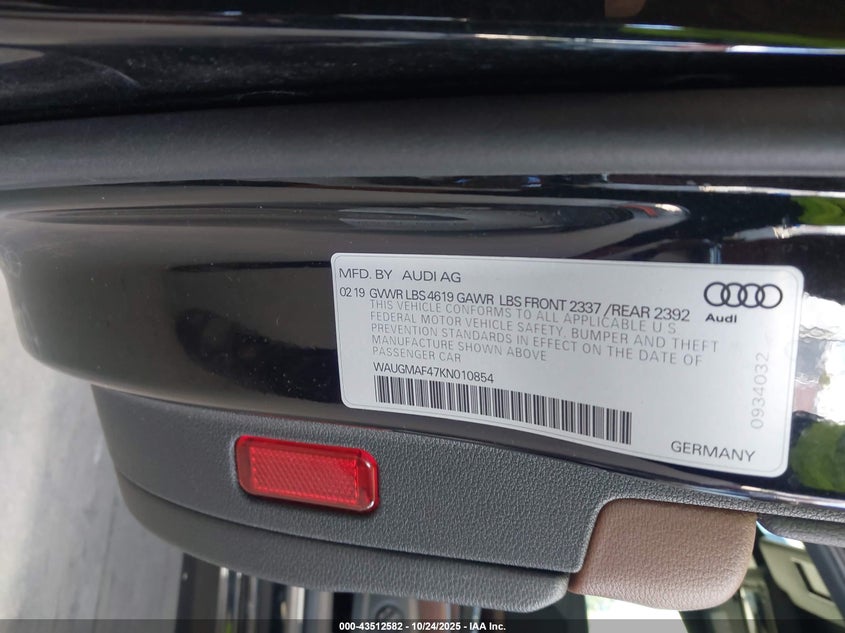 MFD. BY AUDI AG
02 19 GVWR LBS 4619 GAWR LBS FRONT 2337 /REAR 2392
THIS VEHICLE CONFORMS TO ALL APPLICABLE U S
FEDERAL MOTOR VEHICLE SAFETY, BUMPER AND THEFT
PREVENTION STANDARDS IN EFFECT ON THE DATE OF
MANUFACTURE SHOWN ABOVE
PASSENGER CAR
WAUGMAF47KN010854
Audi
0934032
GERMANY
000-43512582 - 10/24/2025 - IAA Inc.